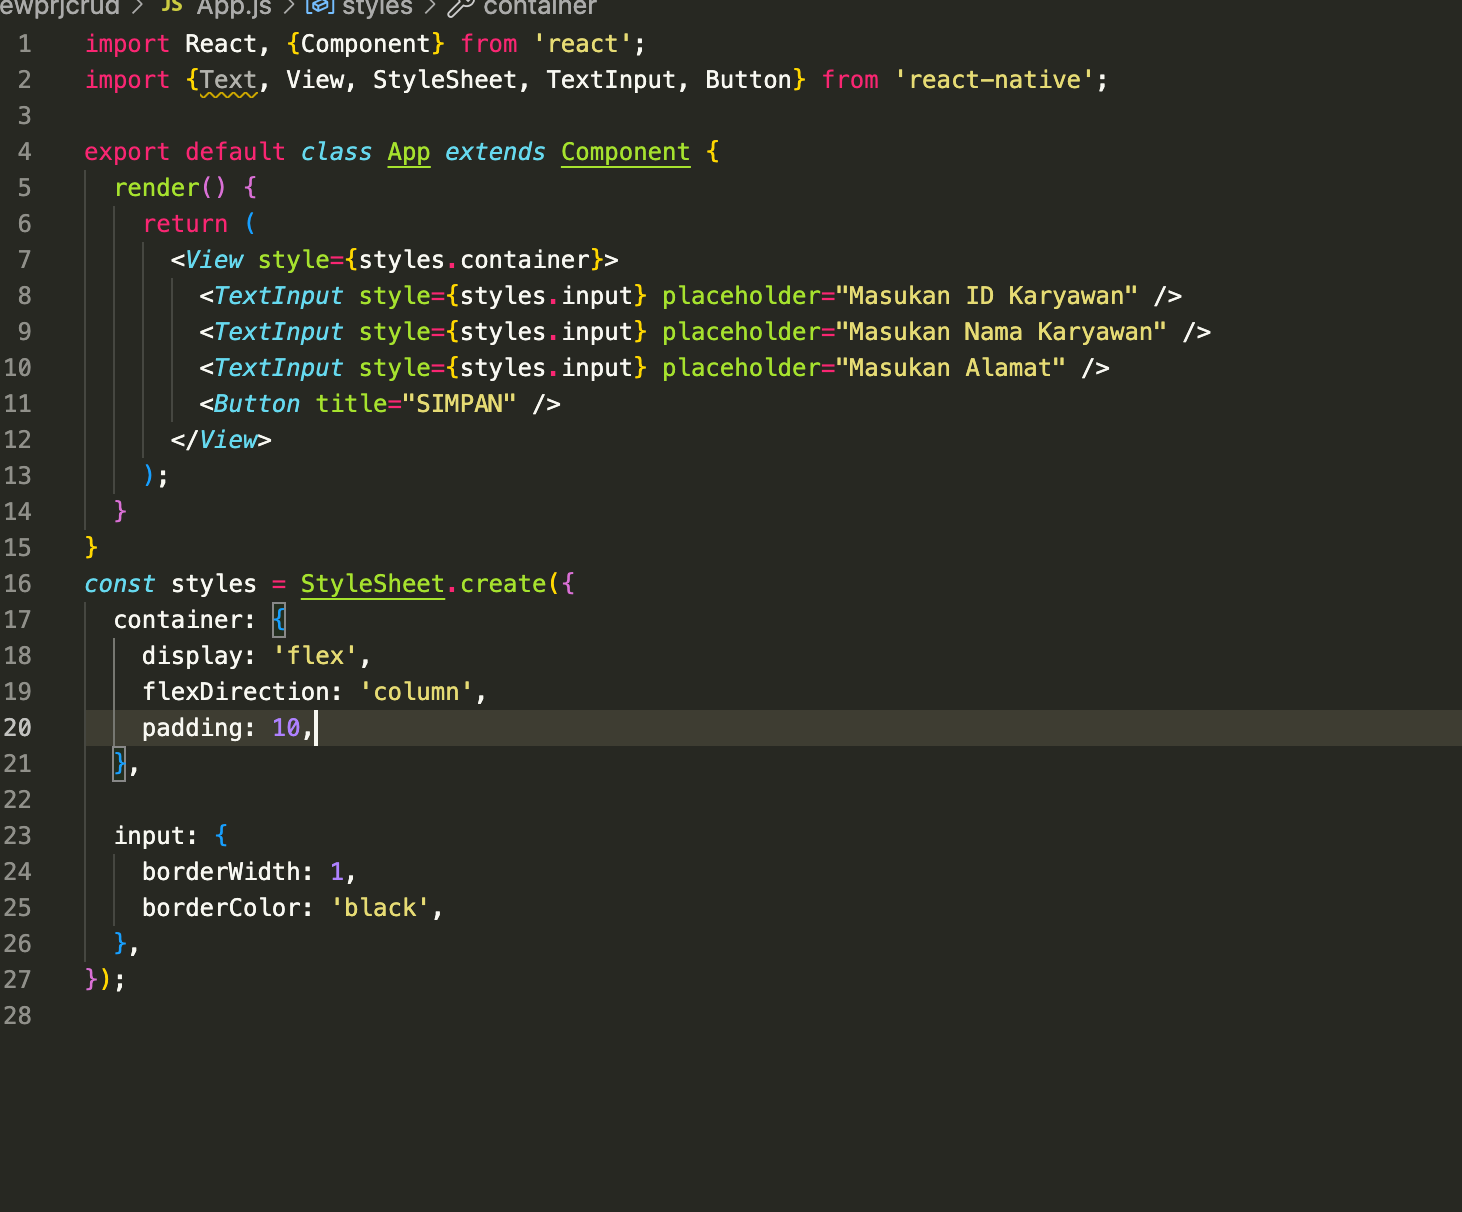 ewprjcrud > JS App.js > styles > container
1 import React, {Component} from 'react';
2 import {Text, View, StyleSheet, TextInput, Button} from 'react-native';
3
4 export default class App extends Component {
5   render() {
6     return (
7       <View style={styles.container}>
8         <TextInput style={styles.input} placeholder="Masukan ID Karyawan" />
9         <TextInput style={styles.input} placeholder="Masukan Nama Karyawan" />
10         <TextInput style={styles.input} placeholder="Masukan Alamat" />
11         <Button title="SIMPAN" />
12       </View>
13     );
14   }
15 }
16 const styles = StyleSheet.create({
17   container: {
18     display: 'flex',
19     flexDirection: 'column',
20     padding: 10,
21   },
22
23   input: {
24     borderWidth: 1,
25     borderColor: 'black',
26   },
27 });
28